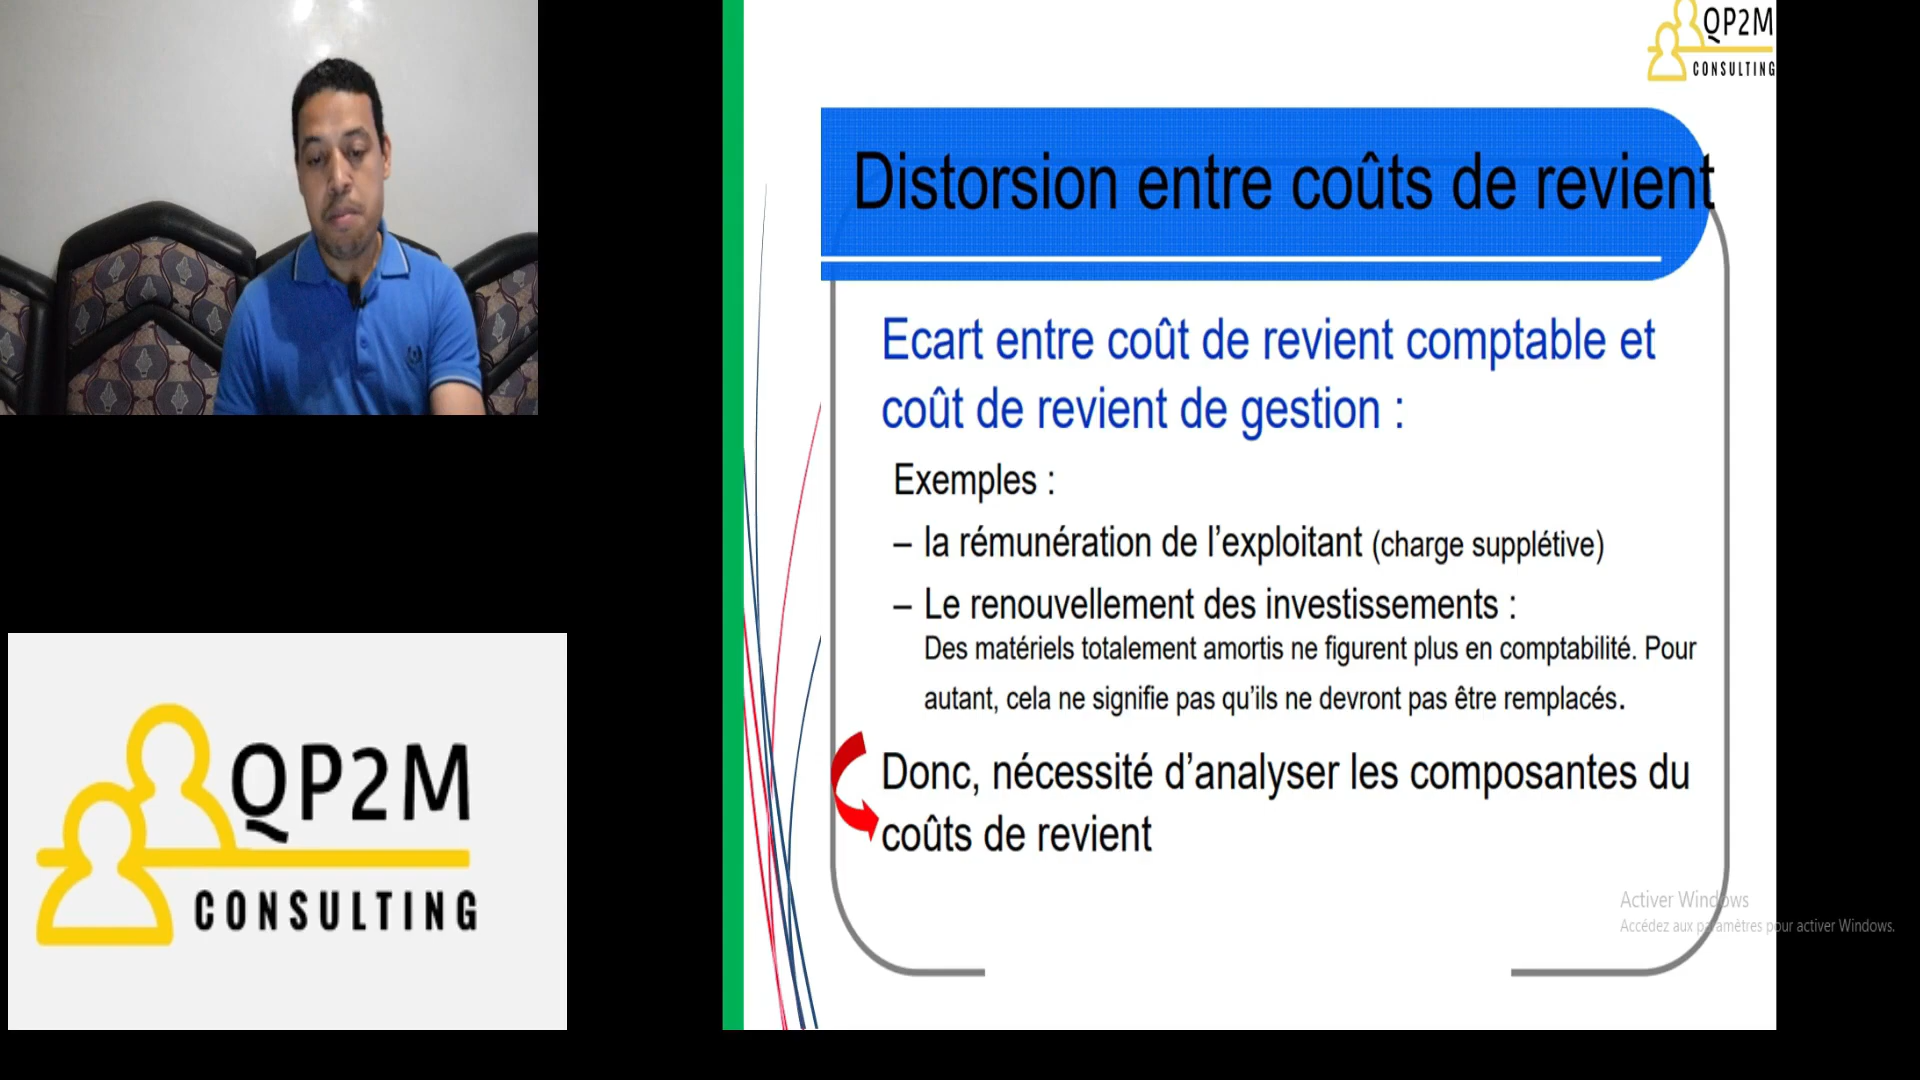 QP2M
CONSULTING
Distorsion entre coûts de revient
Ecart entre coût de revient comptable et
coût de revient de gestion :
Exemples :
– la rémunération de l’exploitant (charge supplétive)
– Le renouvellement des investissements :
Des matériels totalement amortis ne figurent plus en comptabilité. Pour
autant, cela ne signifie pas qu’ils ne devront pas être remplacés.
Donc, nécessité d’analyser les composantes du
coûts de revient
QP2M
CONSULTING
Activer Windows
Accédez aux paramètres pour activer Windows.